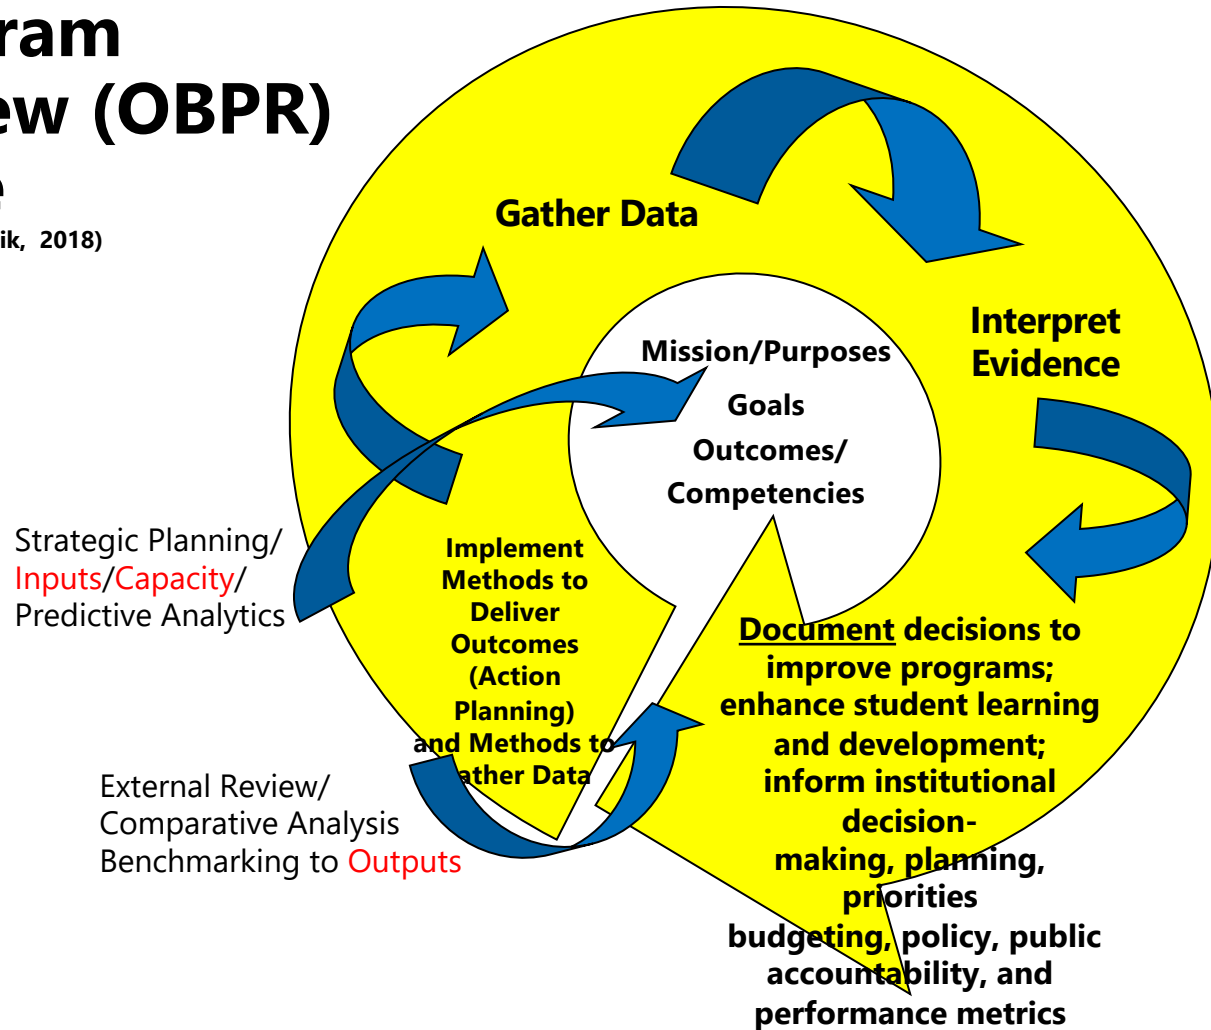 ram
ew (OBPR)
e
ik, 2018)
Gather Data
Interpret
Evidence
Mission/Purposes
Goals
Outcomes/
Competencies
Strategic Planning/
Inputs/Capacity/
Predictive Analytics
Implement
Methods to
Deliver
Outcomes
(Action
Planning)
and Methods to
ather Data
External Review/
Comparative Analysis
Benchmarking to Outputs
Document decisions to
improve programs;
enhance student learning
and development;
inform institutional
decision-
making, planning,
priorities
budgeting, policy, public
accountability, and
performance metrics